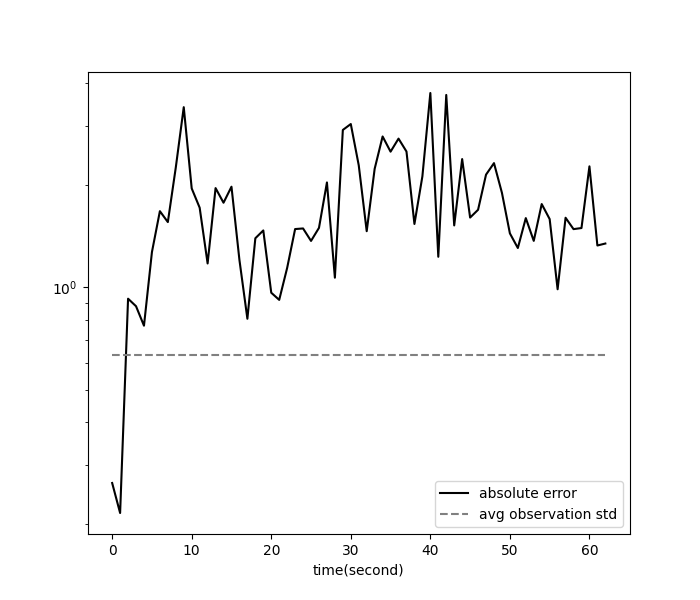 10⁰
0 10 20 30 40 50 60
time(second)
absolute error
avg observation std